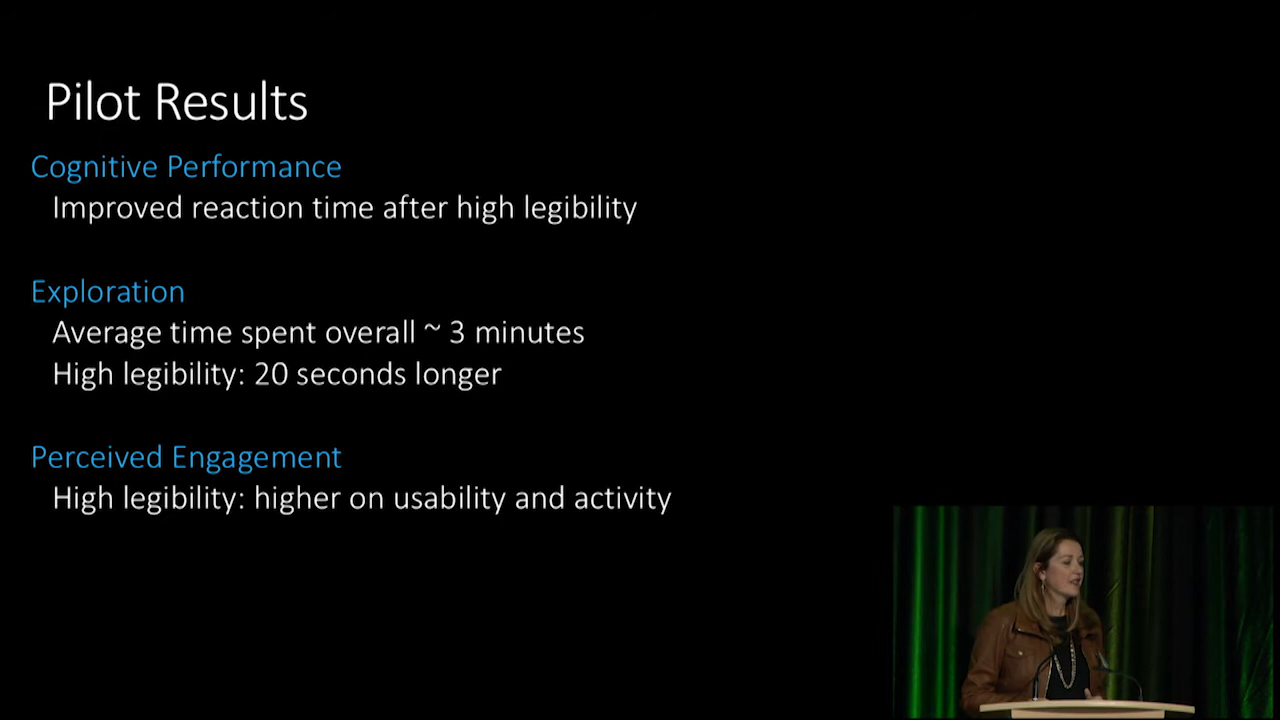 Pilot Results
Cognitive Performance
Improved reaction time after high legibility
Exploration
Average time spent overall ~ 3 minutes
High legibility: 20 seconds longer
Perceived Engagement
High legibility: higher on usability and activity